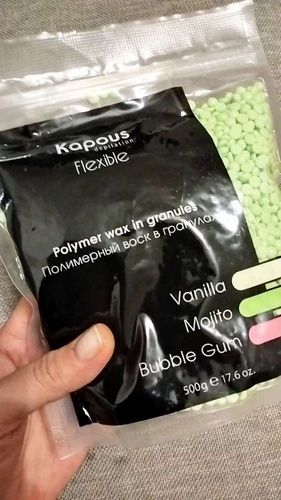 Kapous
depilation
Flexible
Polymer wax in granules
Полимерный воск в гранулах
Vanilla
Mojito
Bubble Gum
500g e 17.6 oz.